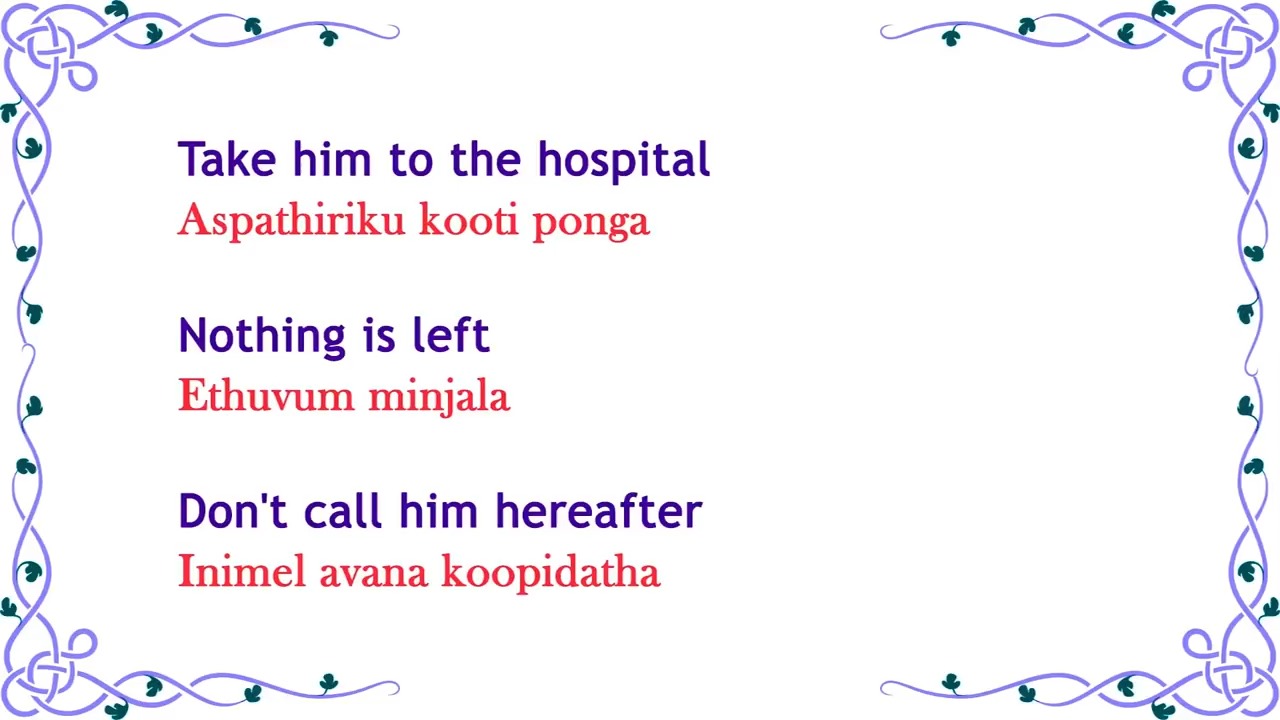 Take him to the hospital
Aspathiriku kooti ponga
Nothing is left
Ethuvum minjala
Don't call him hereafter
Inimel avana koopidatha